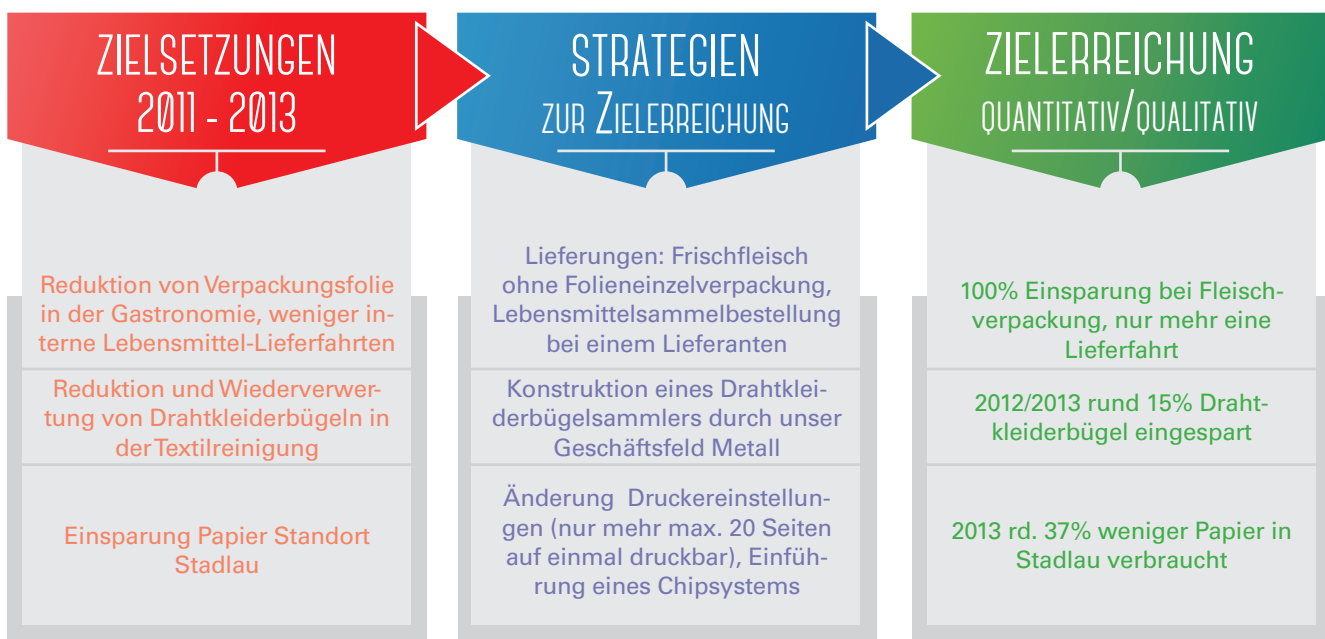 ZIELSETZUNGEN
2011 - 2013
STRATEGIEN
ZUR ZIELERREICHUNG
ZIELERREICHUNG
QUANTITATIV/QUALITATIV
Reduktion von Verpackungsfolie
in der Gastronomie, weniger in-
terne Lebensmittel-Lieferfahrten
Lieferungen: Frischfleisch
ohne Folieneinzelverpackung,
Lebensmittelsammelbestellung
bei einem Lieferanten
100% Einsparung bei Fleisch-
verpackung, nur mehr eine
Lieferfahrt
Reduktion und Wiederverwer-
tung von Drahtkleiderbügeln in
der Textilreinigung
Konstruktion eines Drahtklei-
derbügelsammlers durch unser
Geschäftsfeld Metall
2012/2013 rund 15% Draht-
kleiderbügel eingespart
Einsparung Papier Standort
Stadlau
Änderung Druckereinstellun-
gen (nur mehr max. 20 Seiten
auf einmal druckbar), Einfüh-
rung eines Chipsystems
2013 rd. 37% weniger Papier in
Stadlau verbraucht